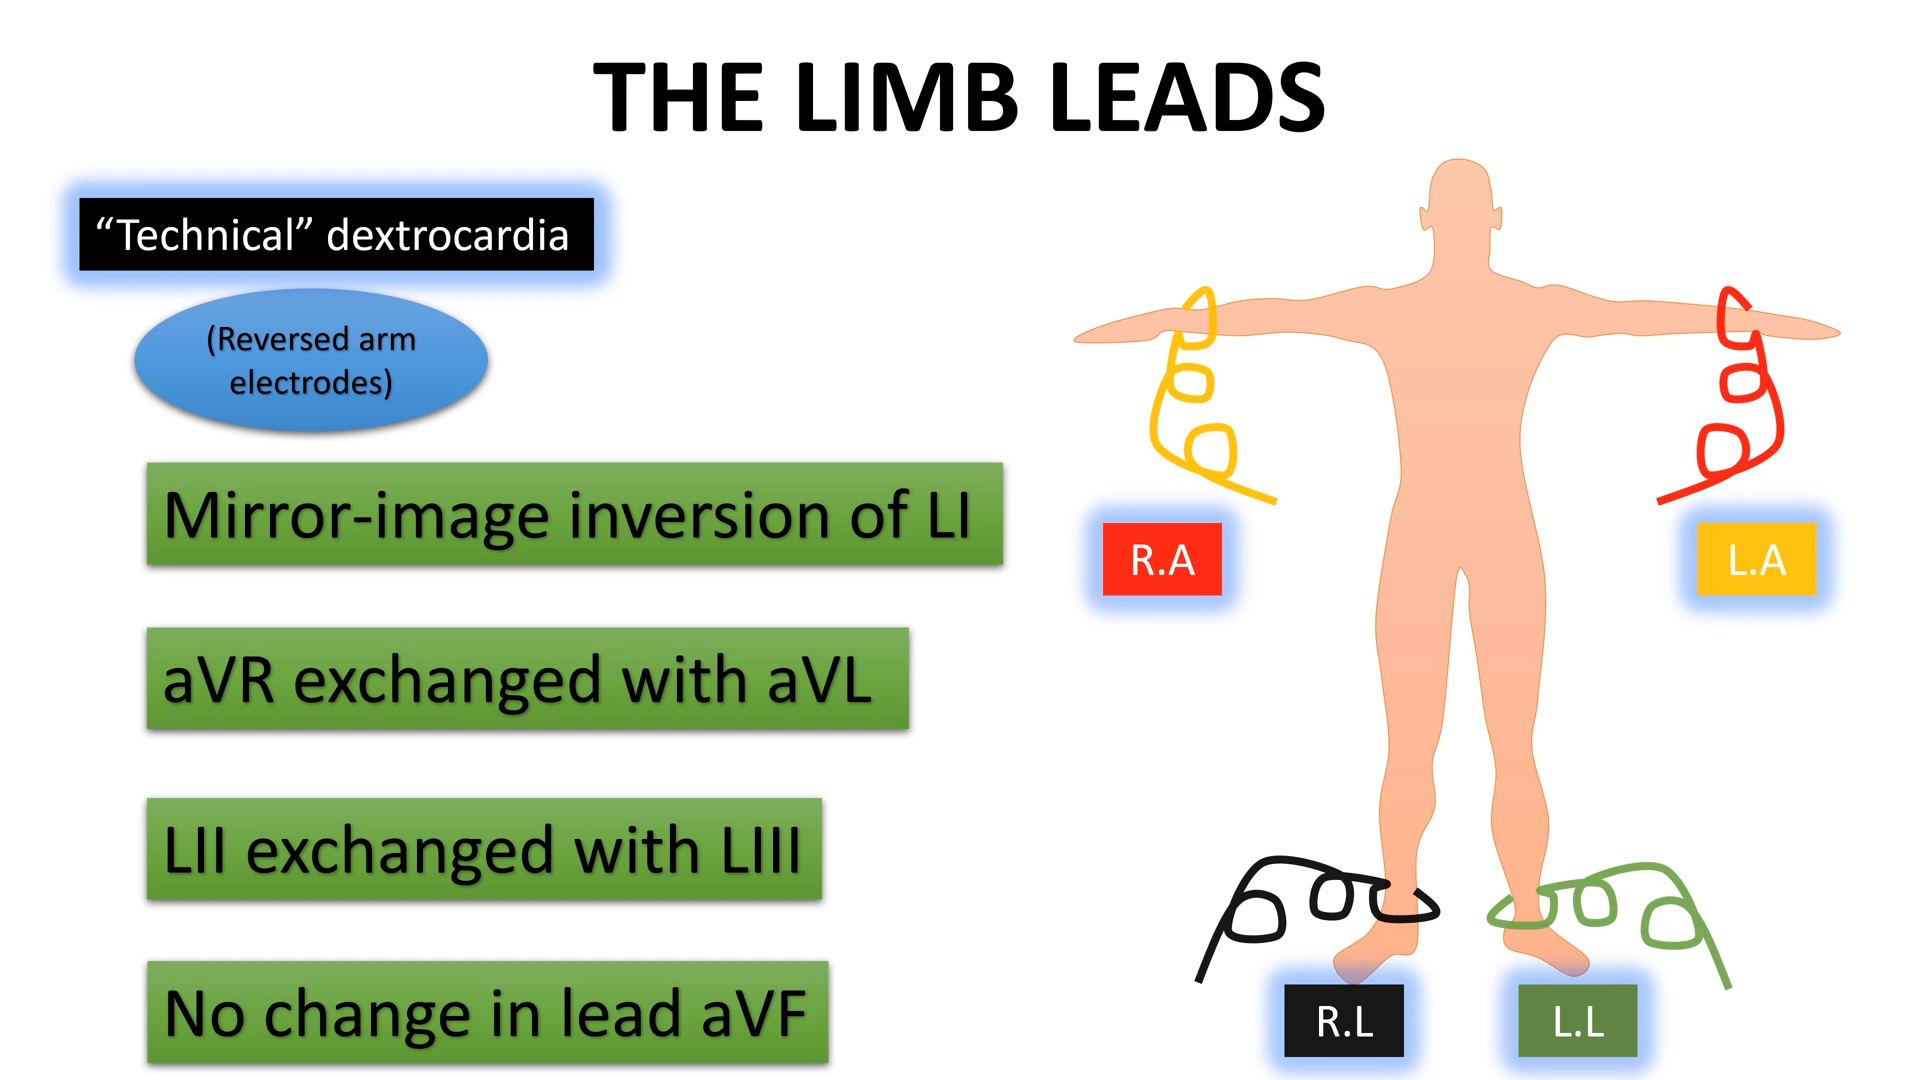 THE LIMB LEADS
“Technical” dextrocardia
(Reversed arm
electrodes)
Mirror-image inversion of LI
aVR exchanged with aVL
LII exchanged with LIII
No change in lead aVF
R.A
L.A
R.L
L.L